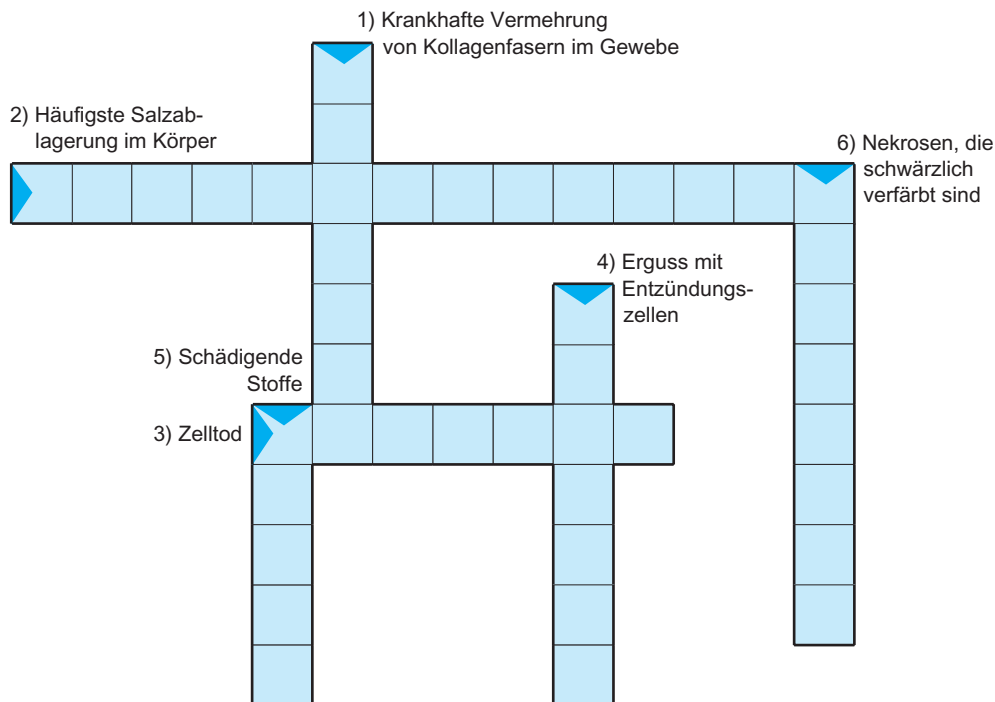 1) Krankhafte Vermehrung
von Kollagenfasern im Gewebe
2) Häufigste Salzab-
lagerung im Körper
6) Nekrosen, die
schwärzlich
verfärbt sind
4) Erguss mit
Entzündungs-
zellen
5) Schädigende
Stoffe
3) Zelltod